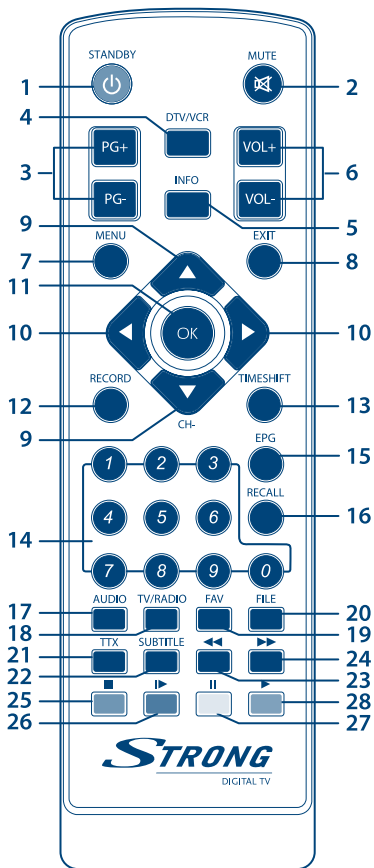 STANDBY MUTE
1 2
4 DTV/VCR
PG+ VOL+
3 6
INFO
PG- VOL-
9 5
MENU EXIT
7 8
11
10 OK 10
RECORD TIMESHIFT
12 13
9 CH-
EPG
1 2 3 15
RECALL
14 4 5 6 16
7 8 9 0
17 AUDIO TV/RADIO FAV FILE 20
18 19
21 TTX SUBTITLE 24
22 23
25 28
26 27
STRONG
DIGITAL TV